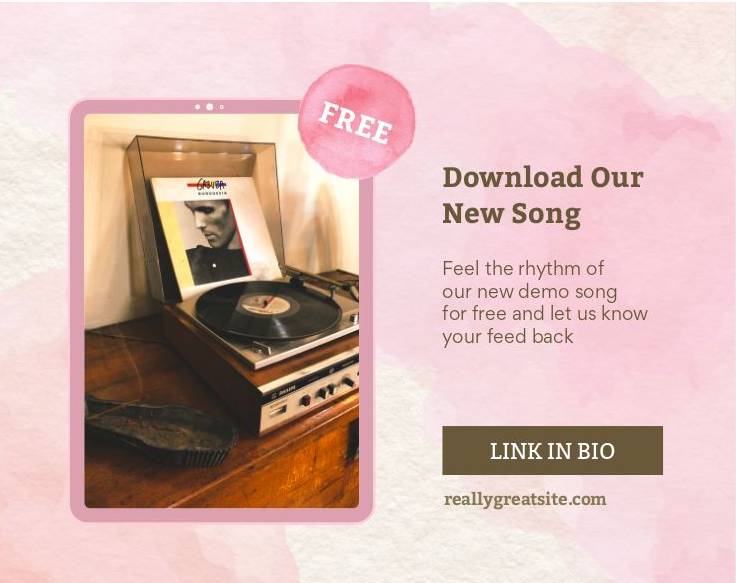 FREE
Download Our
New Song
Feel the rhythm of
our new demo song
for free and let us know
your feed back
LINK IN BIO
reallygreatsite.com
PHILIPS